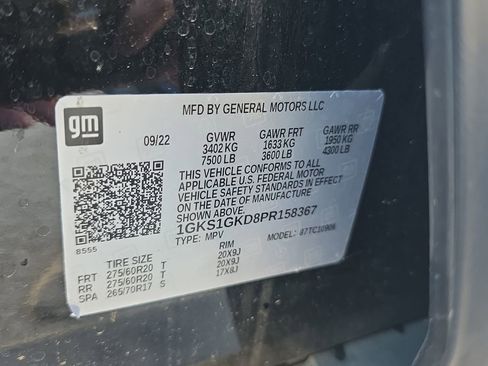 gm
MFD BY GENERAL MOTORS LLC
09/22 GVWR GAWR FRT GAWR RR
3402 KG 1633 KG 1950 KG
7500 LB 3600 LB 4300 LB
THIS VEHICLE CONFORMS TO ALL
APPLICABLE U.S. FEDERAL MOTOR
VEHICLE SAFETY STANDARDS IN EFFECT
ON THE DATE OF MANUFACTURE
SHOWN ABOVE.
1GKS1GKD8PR158367
8555 TYPE: MPV MODEL: 87TC10906
TIRE SIZE RIM
FRT 275/60R20 T 20X9J
RR 275/60R20 T 20X9J
SPA 265/70R17 S 17X8J